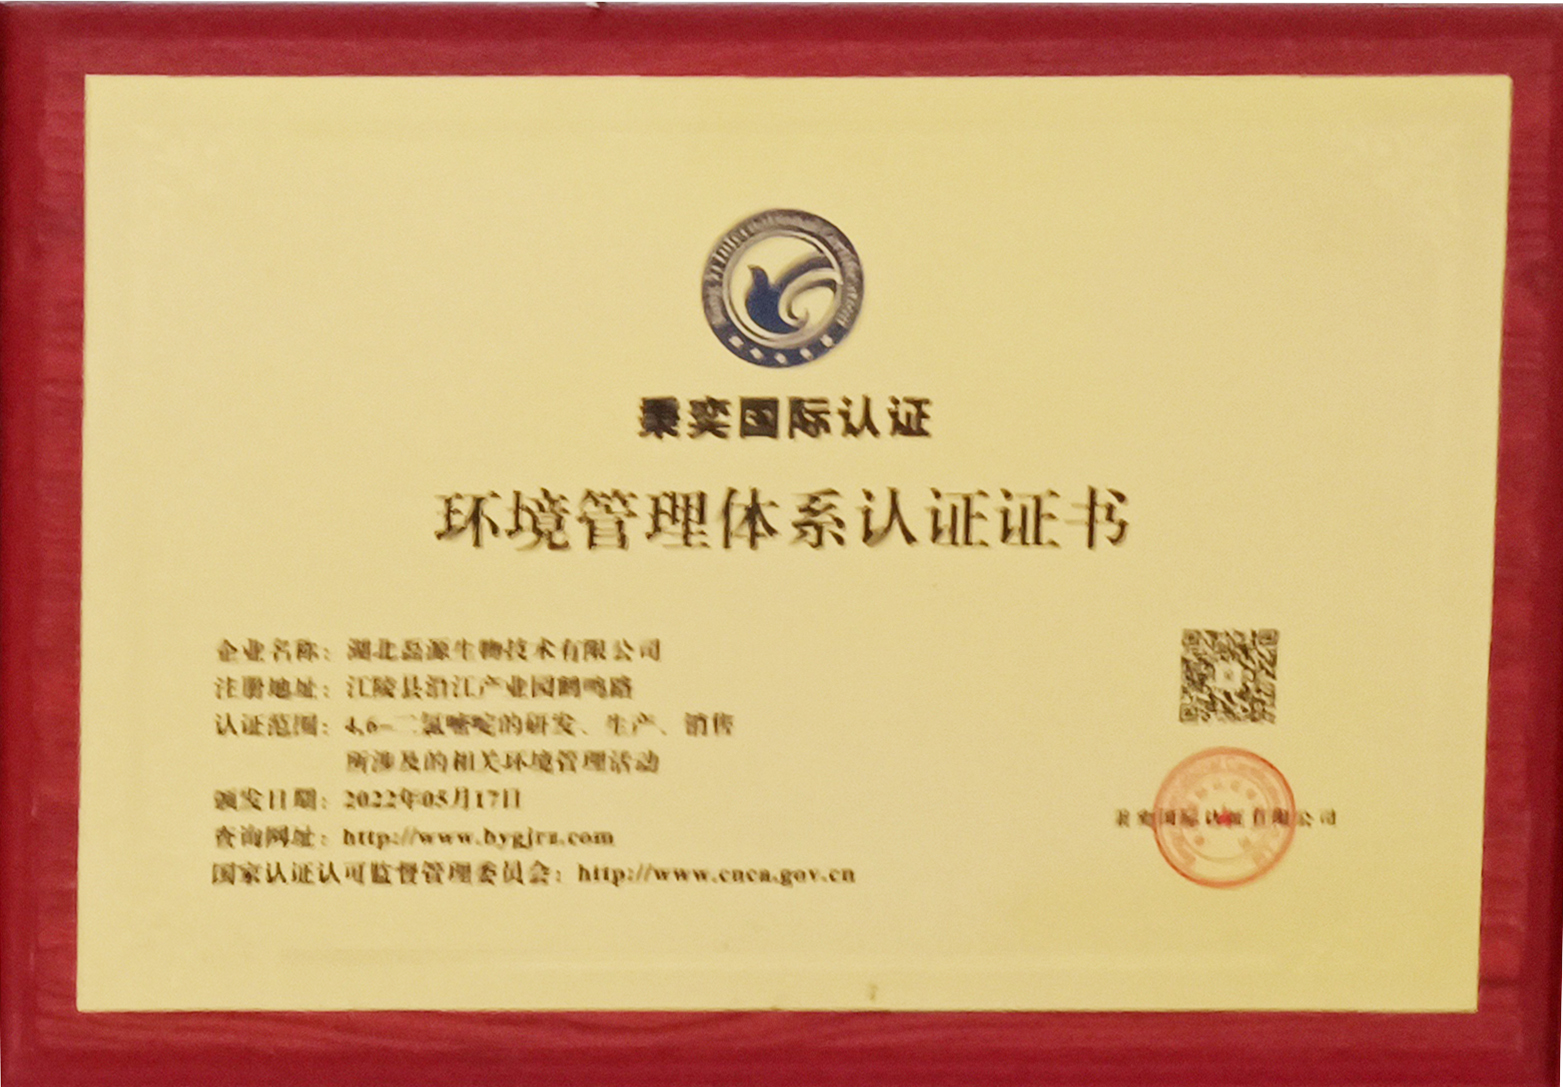 秉奕国际认证
环境管理体系认证证书
企业名称：湖北磊源生物技术有限公司
注册地址：江陵县沿江产业园鹤鸣路
认证范围：4,6-二氯嘧啶的研发、生产、销售
所涉及的相关环境管理活动
颁发日期：2022年05月17日
查询网址：http://www.bygjrz.com
国家认证认可监督管理委员会：http://www.cnca.gov.cn
秉奕国际认证有限公司